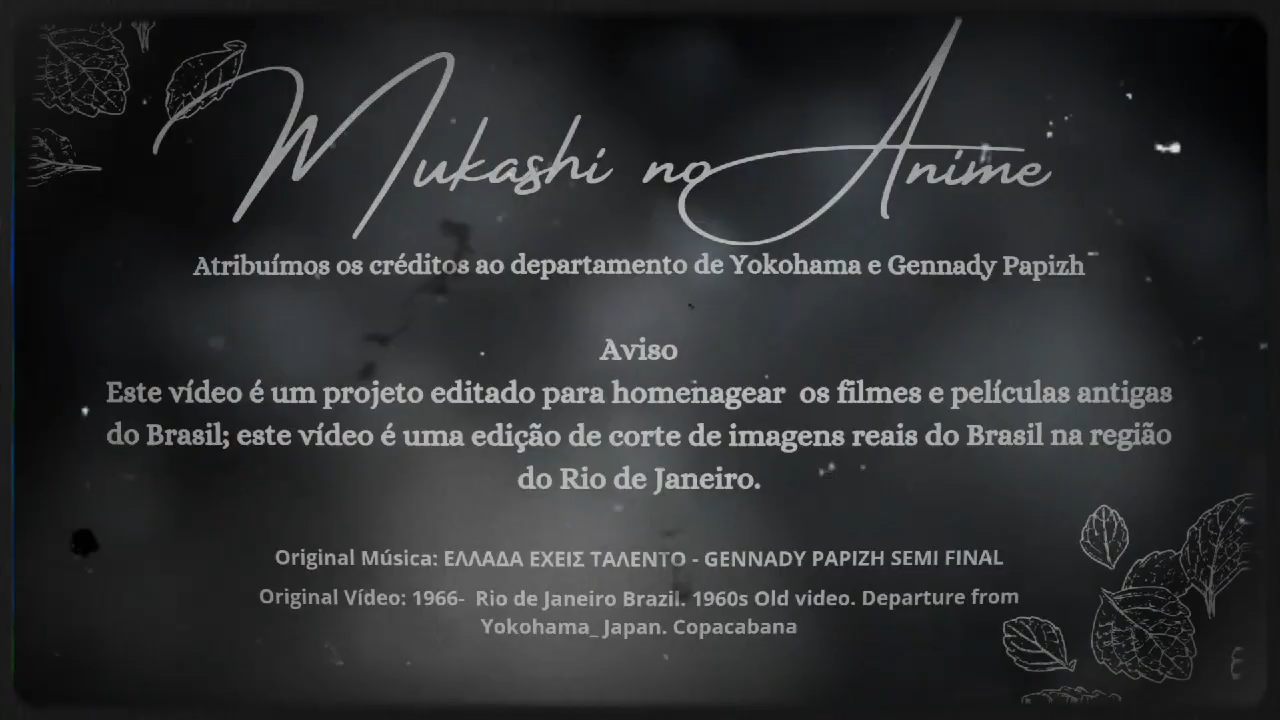 Mukashi no Anime
Atribuímos os créditos ao departamento de Yokohama e Gennady Papizh
Aviso
Este vídeo é um projeto editado para homenagear os filmes e películas antigas
do Brasil; este vídeo é uma edição de corte de imagens reais do Brasil na região
do Rio de Janeiro.
Original Música: ΕΛΛΑΔΑ ΕΧΕΙΣ ΤΑΛΕΝΤΟ - GENNADY PAPIZH SEMI FINAL
Original Vídeo: 1966- Rio de Janeiro Brazil. 1960s Old video. Departure from
Yokohama_ Japan. Copacabana